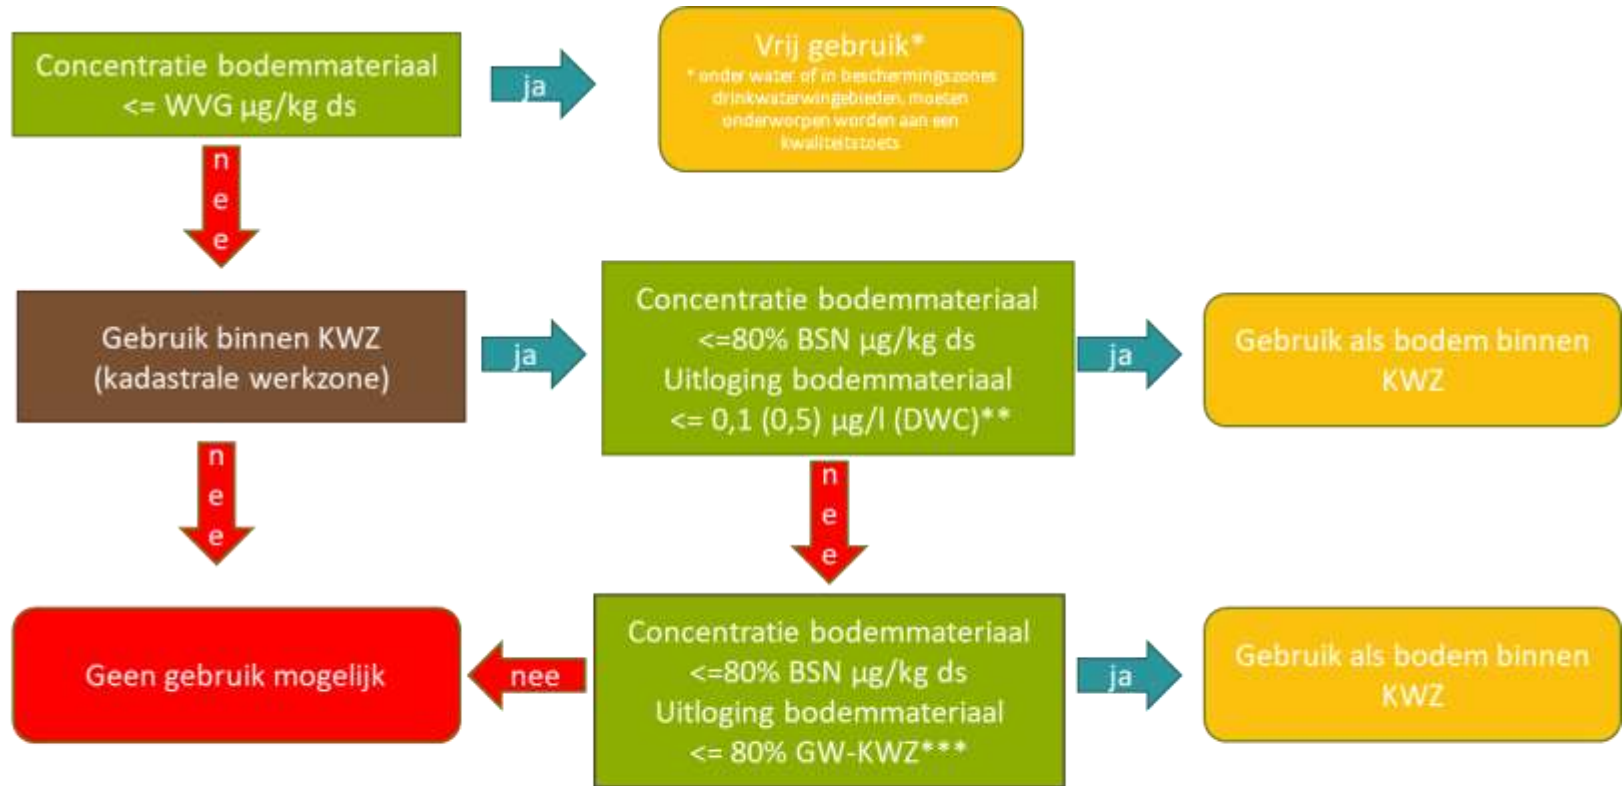 Concentratie bodemmateriaal
<= WVG µg/kg ds
ja
Vrij gebruik*
* onder water of in beschermingszones
drinkwaterwingebieden, moeten
onderworpen worden aan een
kwaliteitstoets
n
e
e
Gebruik binnen KWZ
(kadastrale werkzone)
ja
Concentratie bodemmateriaal
<=80% BSN µg/kg ds
Uitloging bodemmateriaal
<= 0,1 (0,5) µg/l (DWC)**
ja
Gebruik als bodem binnen
KWZ
n
e
e
n
e
e
Geen gebruik mogelijk
nee
Concentratie bodemmateriaal
<=80% BSN µg/kg ds
Uitloging bodemmateriaal
<= 80% GW-KWZ***
ja
Gebruik als bodem binnen
KWZ